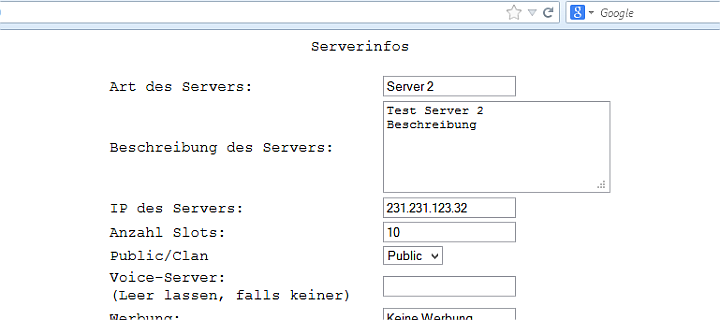 Google
Serverinfos
Art des Servers: Server 2
Beschreibung des Servers: Test Server 2
Beschreibung
IP des Servers: 231.231.123.32
Anzahl Slots: 10
Public/Clan Public
Voice-Server:
(Leer lassen, falls keiner)
Werbung: Keine Werbung